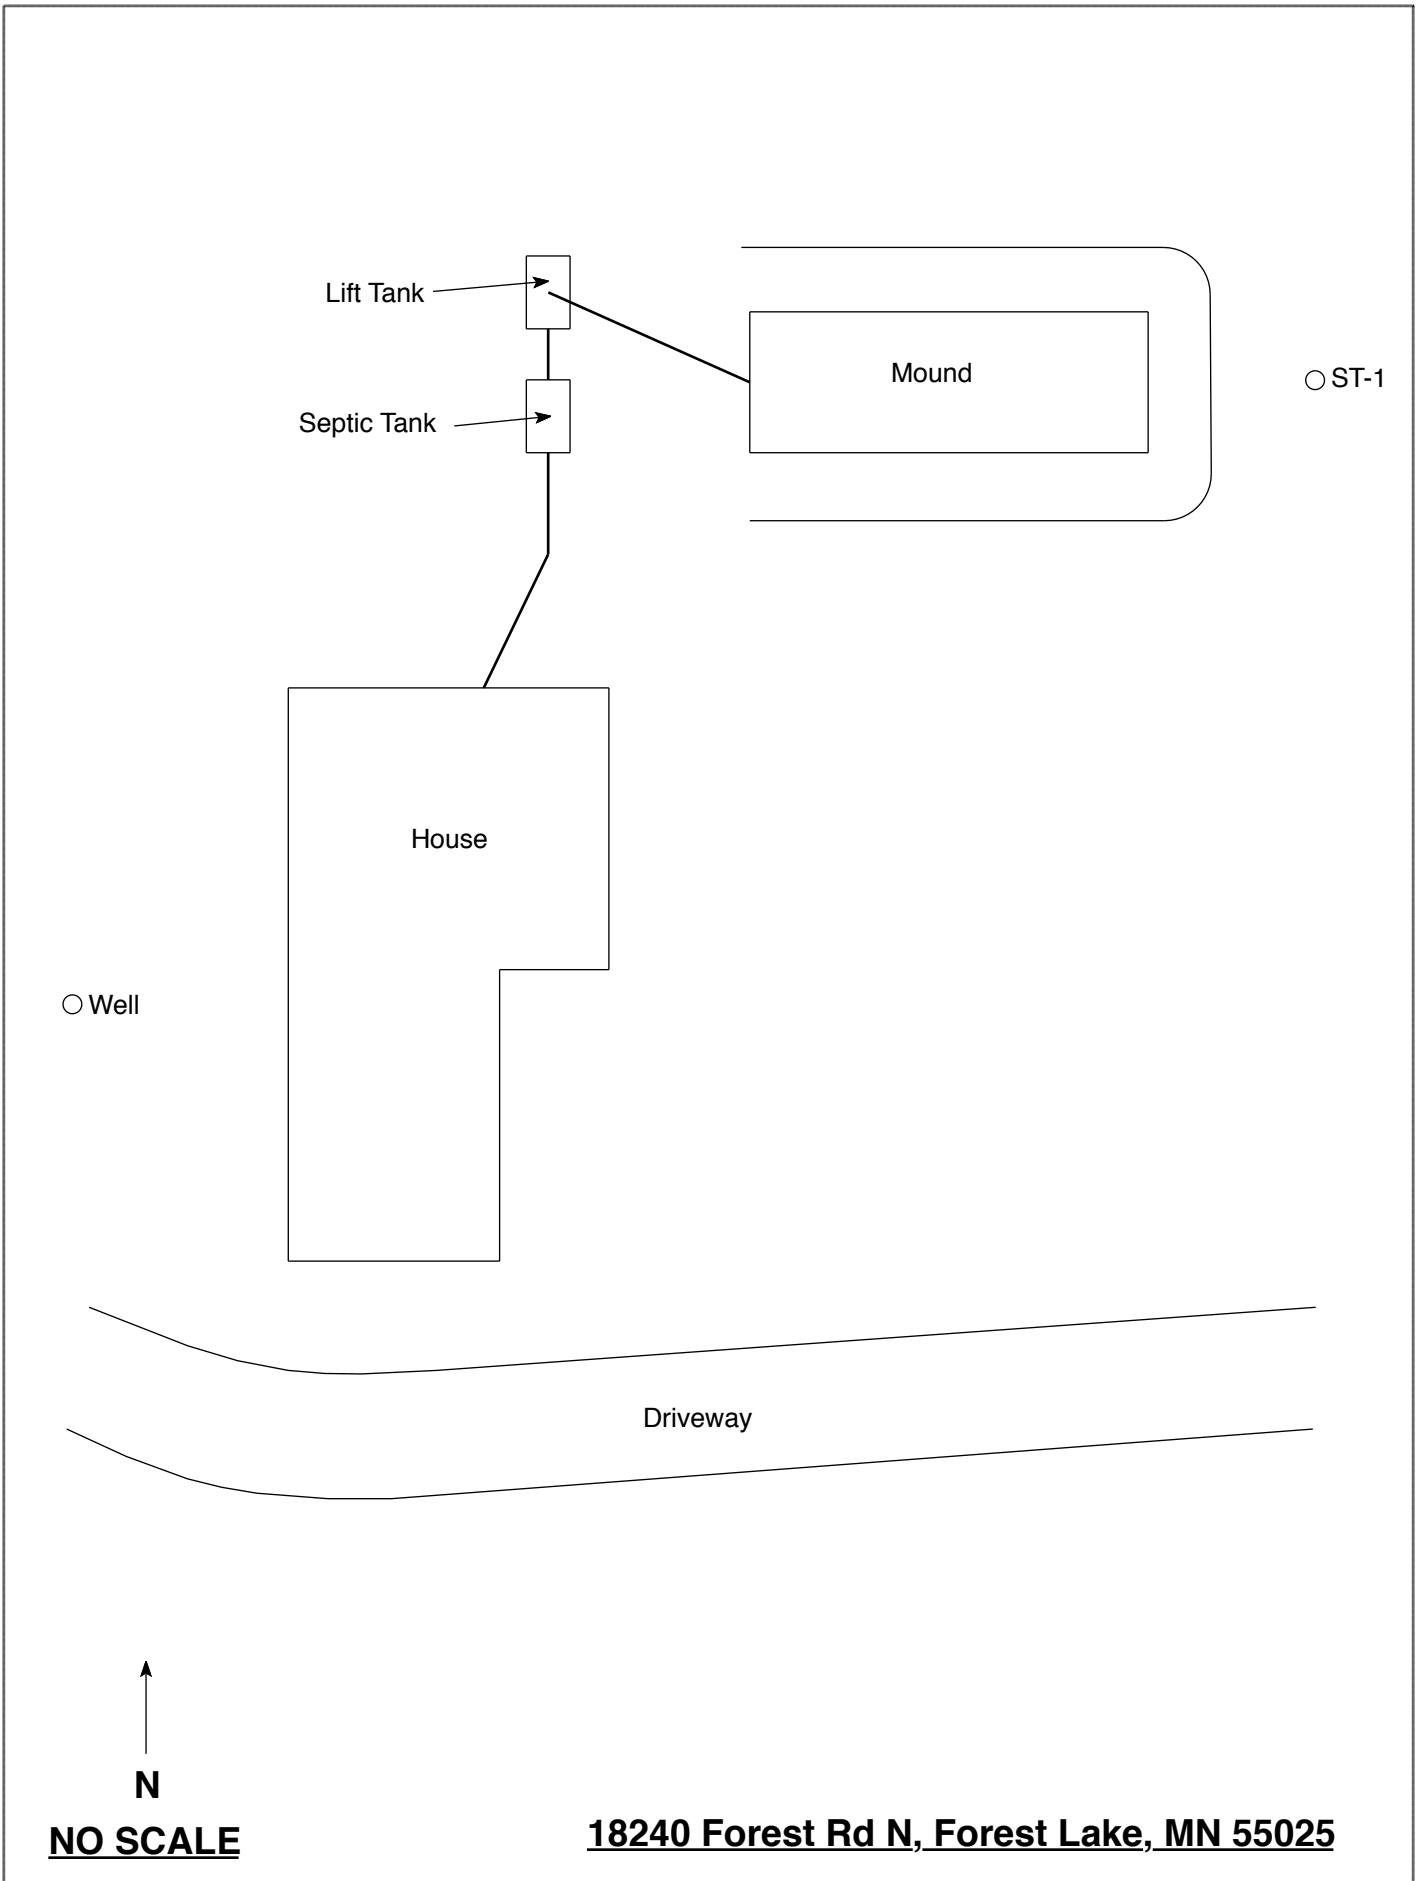 Lift Tank
Mound
ST-1
Septic Tank
House
Well
Driveway
N
NO SCALE
18240 Forest Rd N, Forest Lake, MN 55025